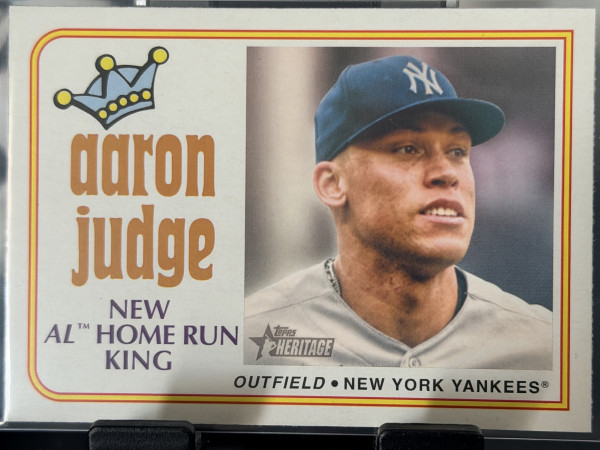 aaron
judge
NEW
AL™ HOME RUN
KING
NY
TOPPS
HERITAGE
OUTFIELD • NEW YORK YANKEES®